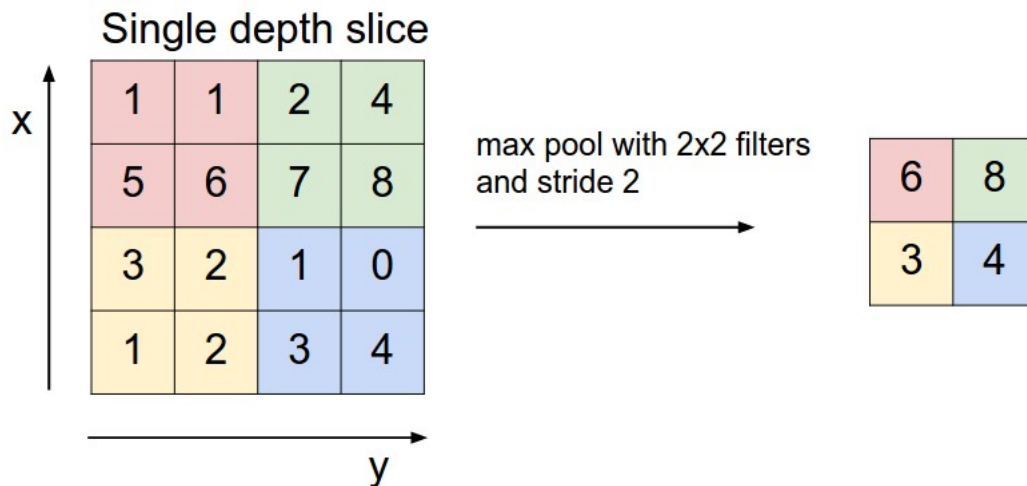 Single depth slice
x
1 1 2 4
5 6 7 8
3 2 1 0
1 2 3 4
y
max pool with 2x2 filters
and stride 2
6 8
3 4